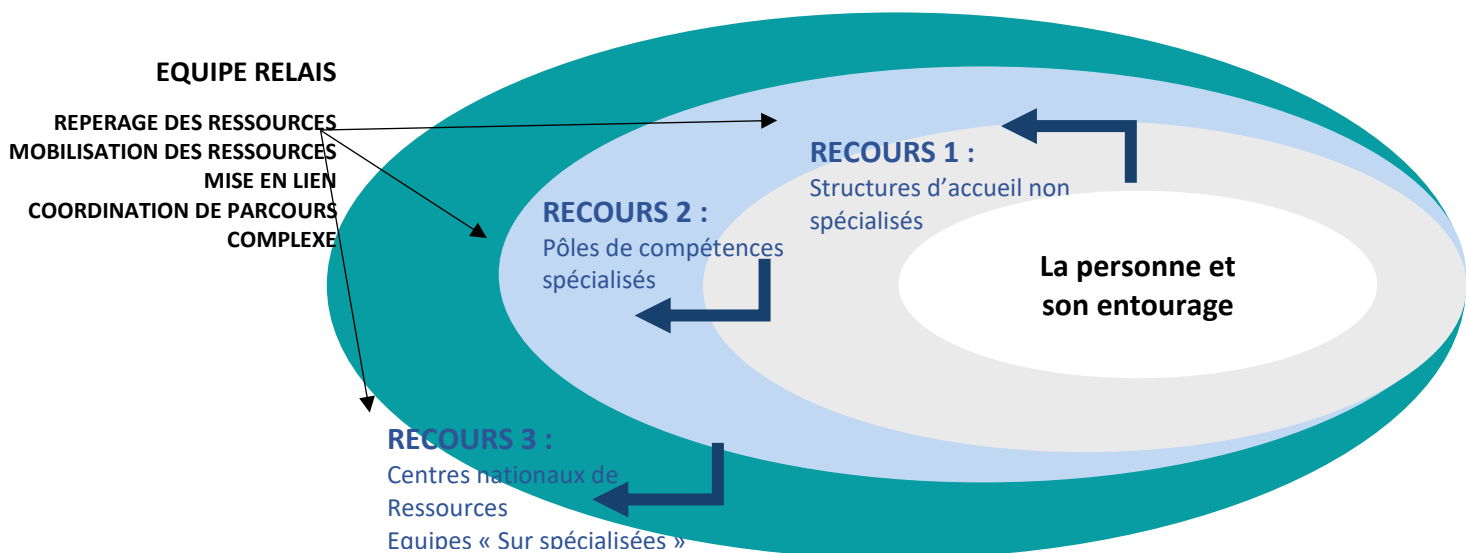 EQUIPE RELAIS
REPERAGE DES RESSOURCES
MOBILISATION DES RESSOURCES
MISE EN LIEN
COORDINATION DE PARCOURS
COMPLEXE
RECOURS 1 :
Structures d’accueil non
spécialisés
RECOURS 2 :
Pôles de compétences
spécialisés
La personne et
son entourage
RECOURS 3 :
Centres nationaux de
Ressources
Equipes « Sur spécialisées »